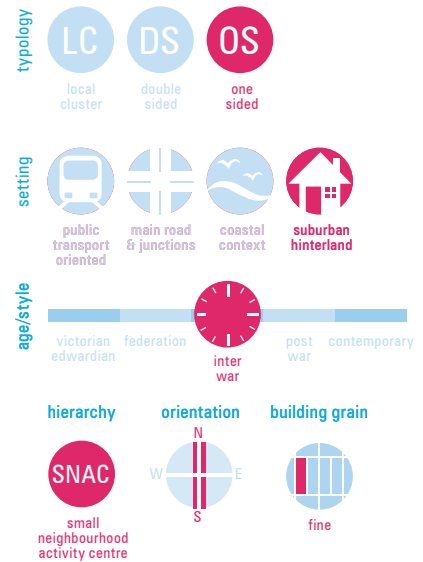 typology
LC
DS
OS
local
cluster
double
sided
one
sided
setting
public
transport
oriented
main road
& junctions
coastal
context
suburban
hinterland
age/style
victorian
edwardian
federation
inter
war
post
war
contemporary
hierarchy
orientation
building grain
SNAC
small
neighbourhood
activity centre
N
W
E
S
fine